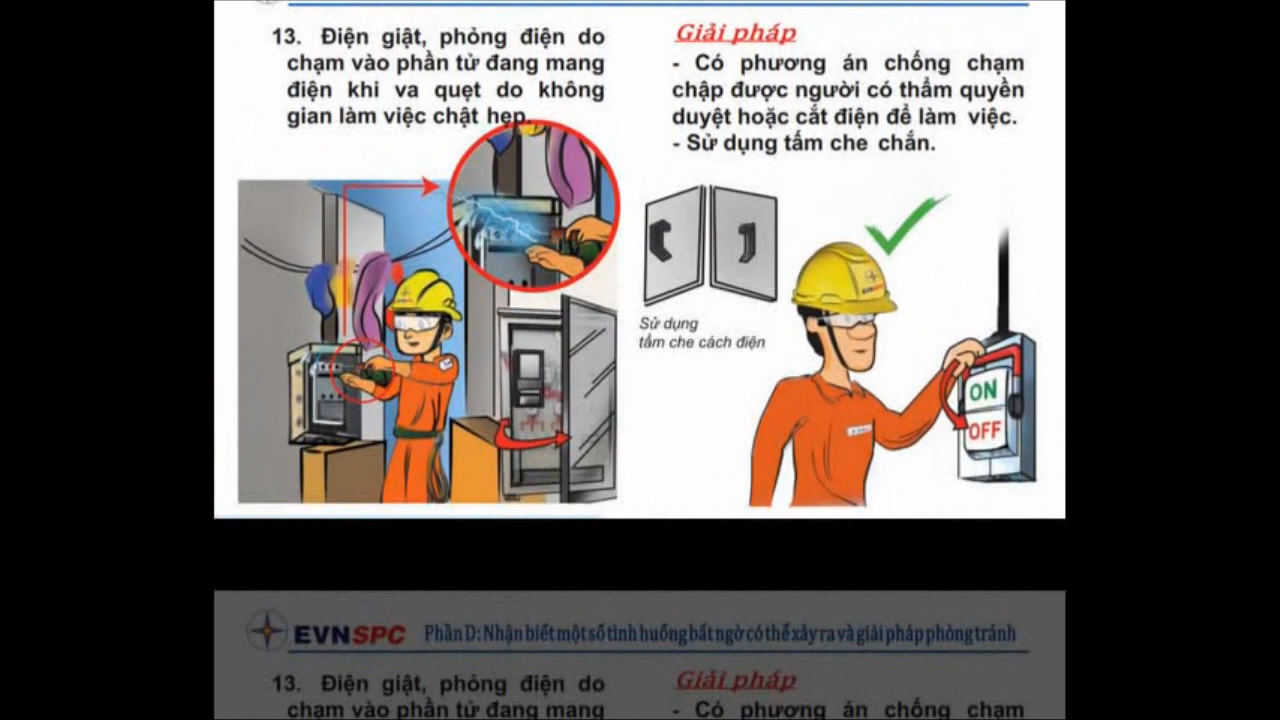 13. Điện giật, phỏng điện do
chạm vào phần tử đang mang
điện khi va quẹt do không
gian làm việc chật hẹp.
Giải pháp
- Có phương án chống chạm
chập được người có thẩm quyền
duyệt hoặc cắt điện để làm việc.
- Sử dụng tấm che chắn.
Sử dụng
tấm che cách điện
EVNSPC
ON
OFF
EVNSPC
Phần D: Nhận biết một số tình huống bất ngờ có thể xảy ra và giải pháp phòng tránh
13. Điện giật, phỏng điện do
chạm vào phần tử đang mang
Giải pháp
- Có phương án chống chạm